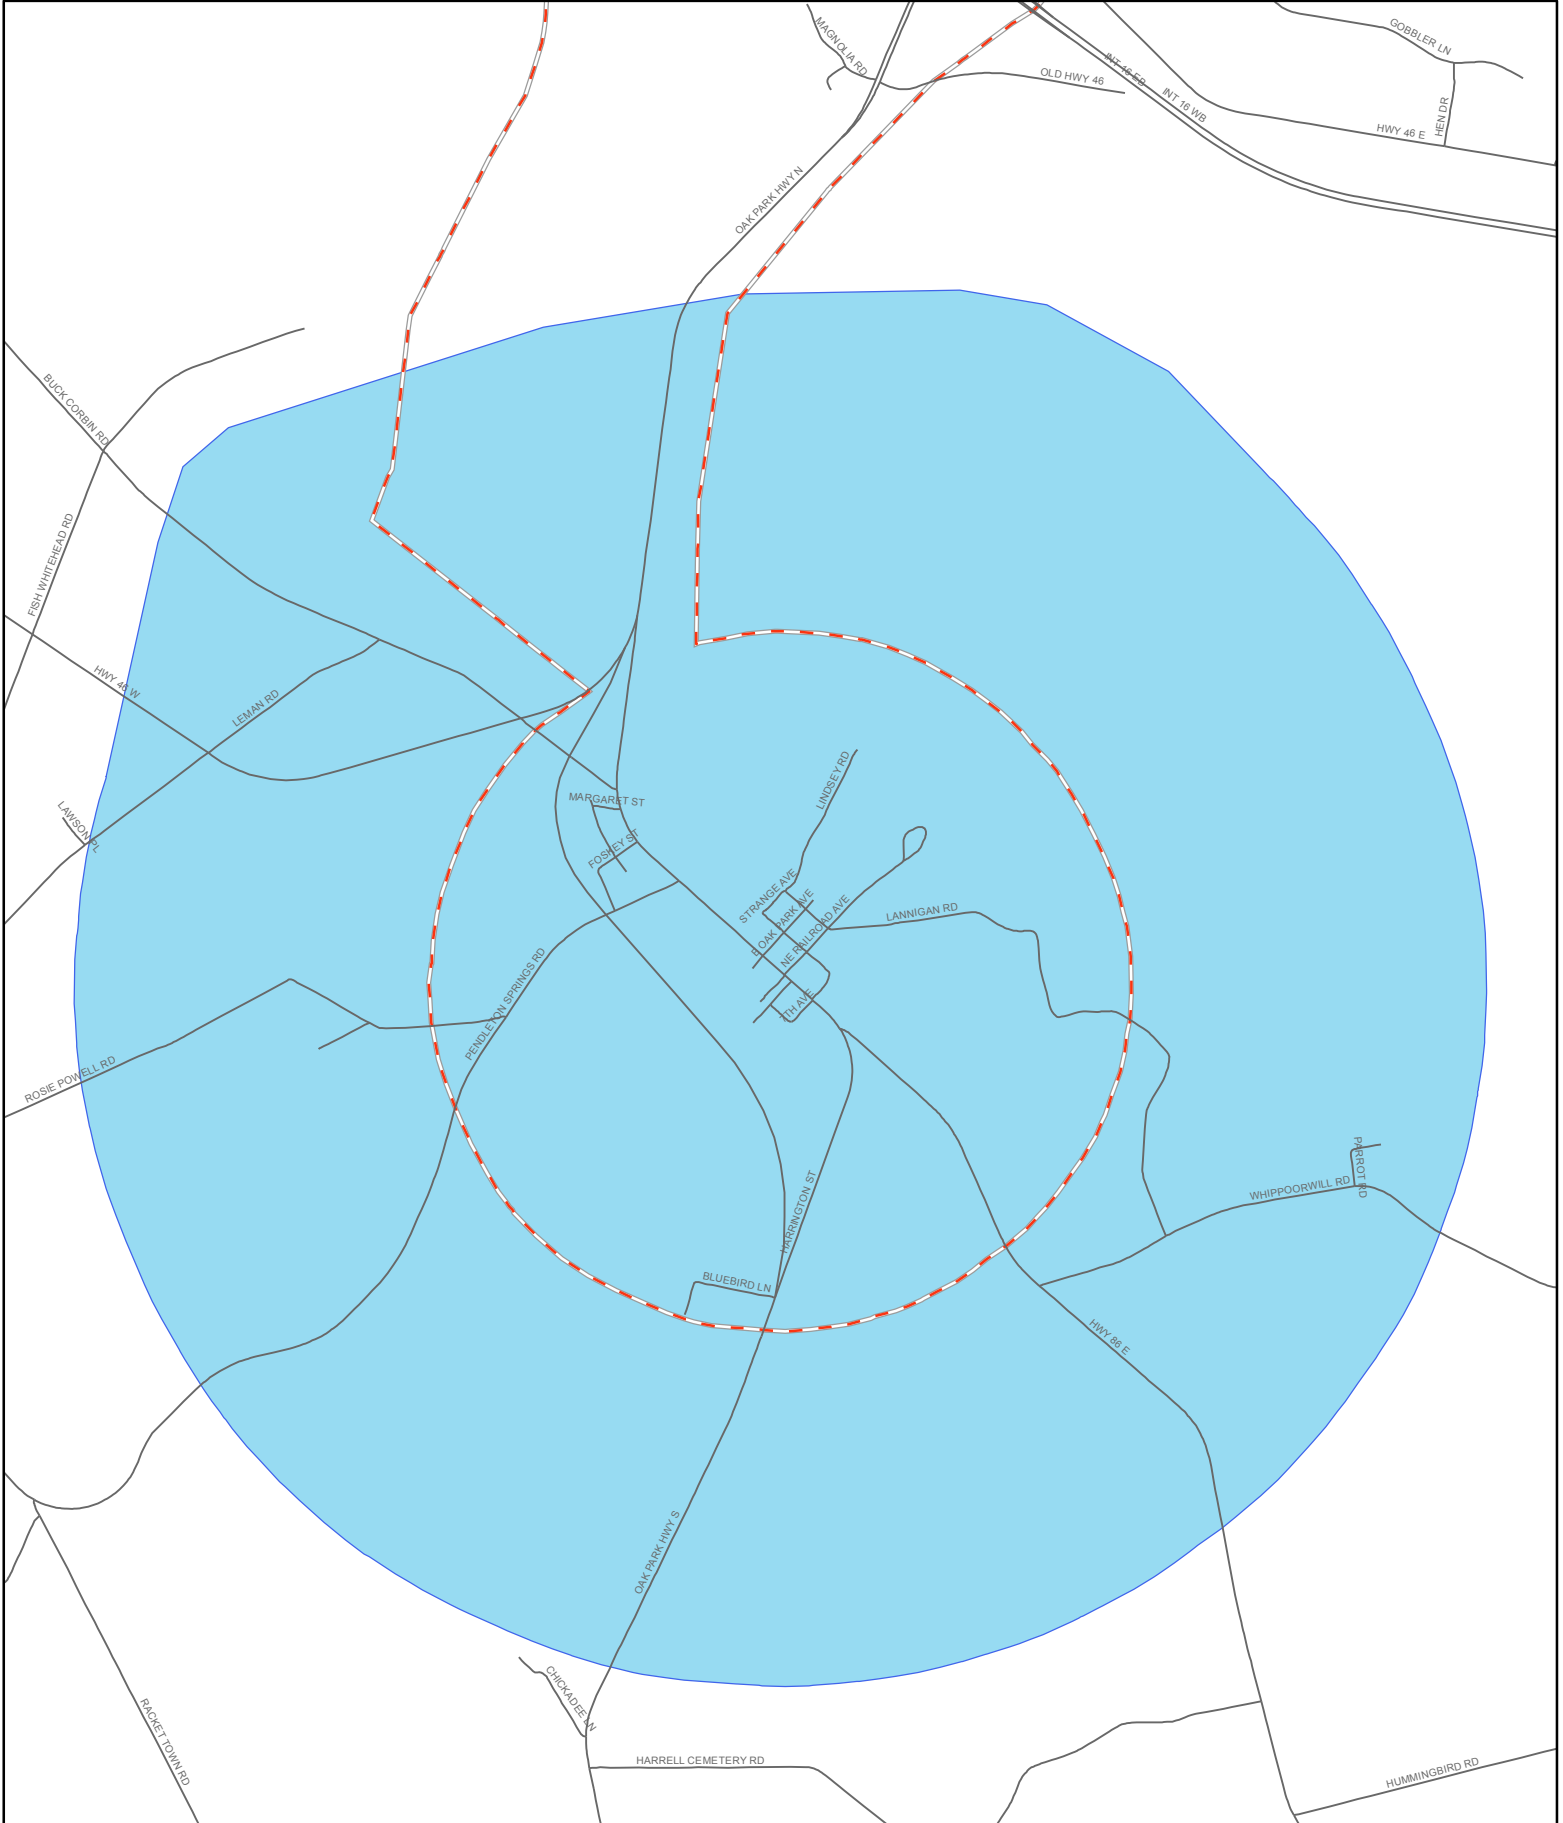 GOBBLER LN
MAGNOLIA RD
OLD HWY 46
INT 16 EB
INT 16 WB
HEN DR
HWY 46 E
OAK PARK HWY N
BUCK CORBIN RD
FISH WHITEHEAD RD
HWY 46 W
LEMAN RD
LAWSON PL
MARGARET ST
FOSKEY ST
LINDSEY RD
STRANGE AVE
E OAK PARK AVE
NE RAILROAD AVE
LANNIGAN RD
7TH AVE
PENDLETON SPRINGS RD
ROSIE POWELL RD
HARRINGTON ST
BLUEBIRD LN
PARROT RD
WHIPPOORWILL RD
HWY 86 E
OAK PARK HWY S
CHICKADEE LN
RACKET TOWN RD
HARRELL CEMETERY RD
HUMMINGBIRD RD